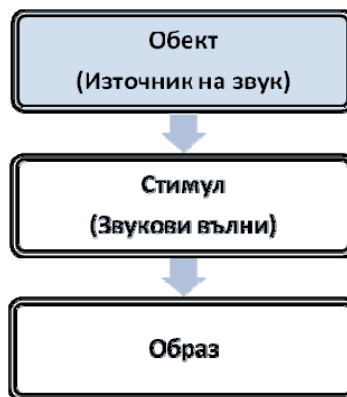 Обект
(Източник на звук)
Стимул
(Звукови вълни)
Образ